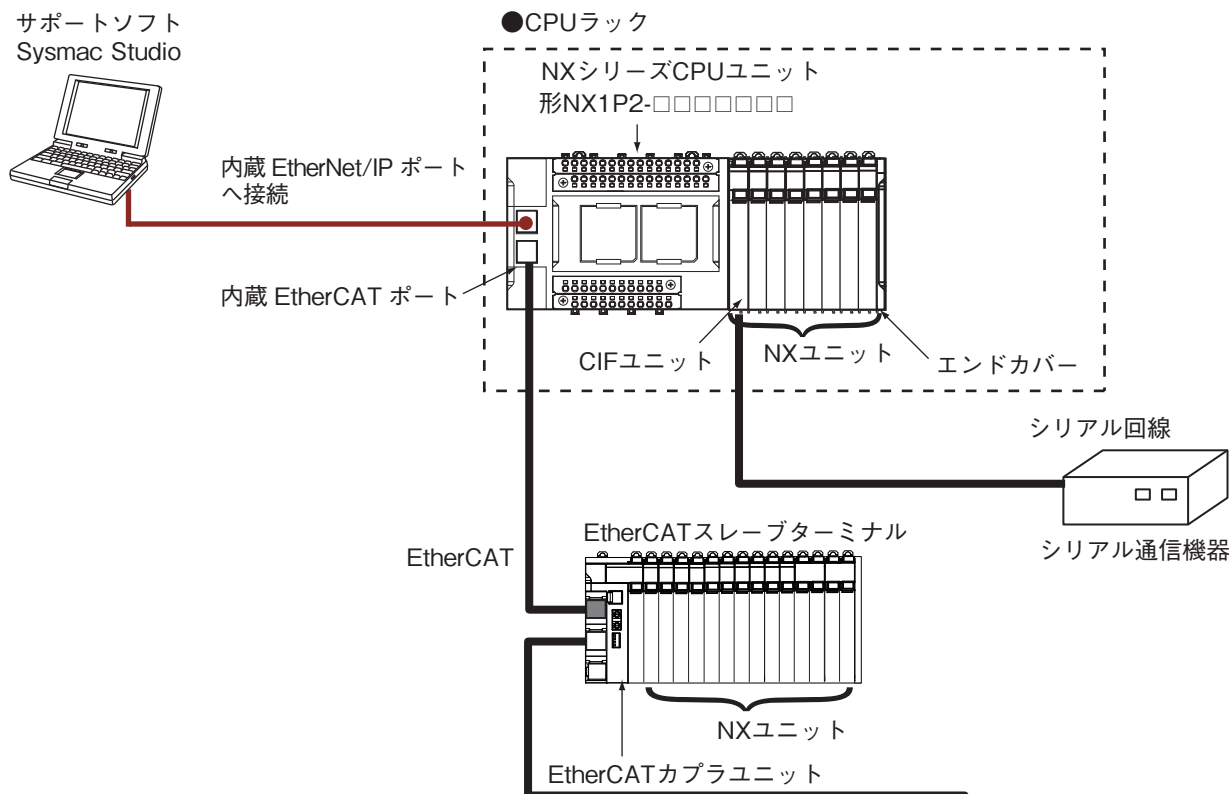 サポートソフト
Sysmac Studio
●CPUラック
NXシリーズCPUユニット
形NX1P2-□□□□□□□
内蔵 EtherNet/IP ポート
へ接続
内蔵 EtherCAT ポート
CIFユニット
NXユニット
エンドカバー
シリアル回線
シリアル通信機器
EtherCATスレーブターミナル
EtherCAT
NXユニット
EtherCATカプラユニット